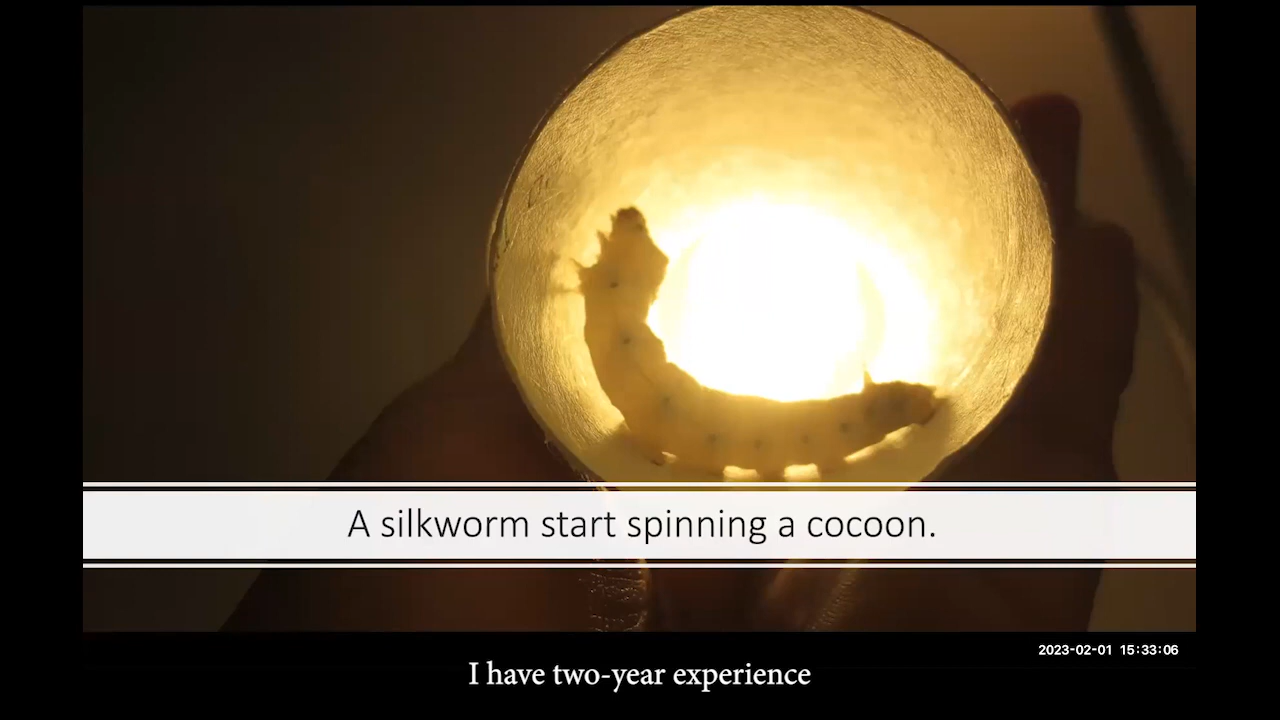 A silkworm start spinning a cocoon.
2023-02-01 15:33:06
I have two-year experience